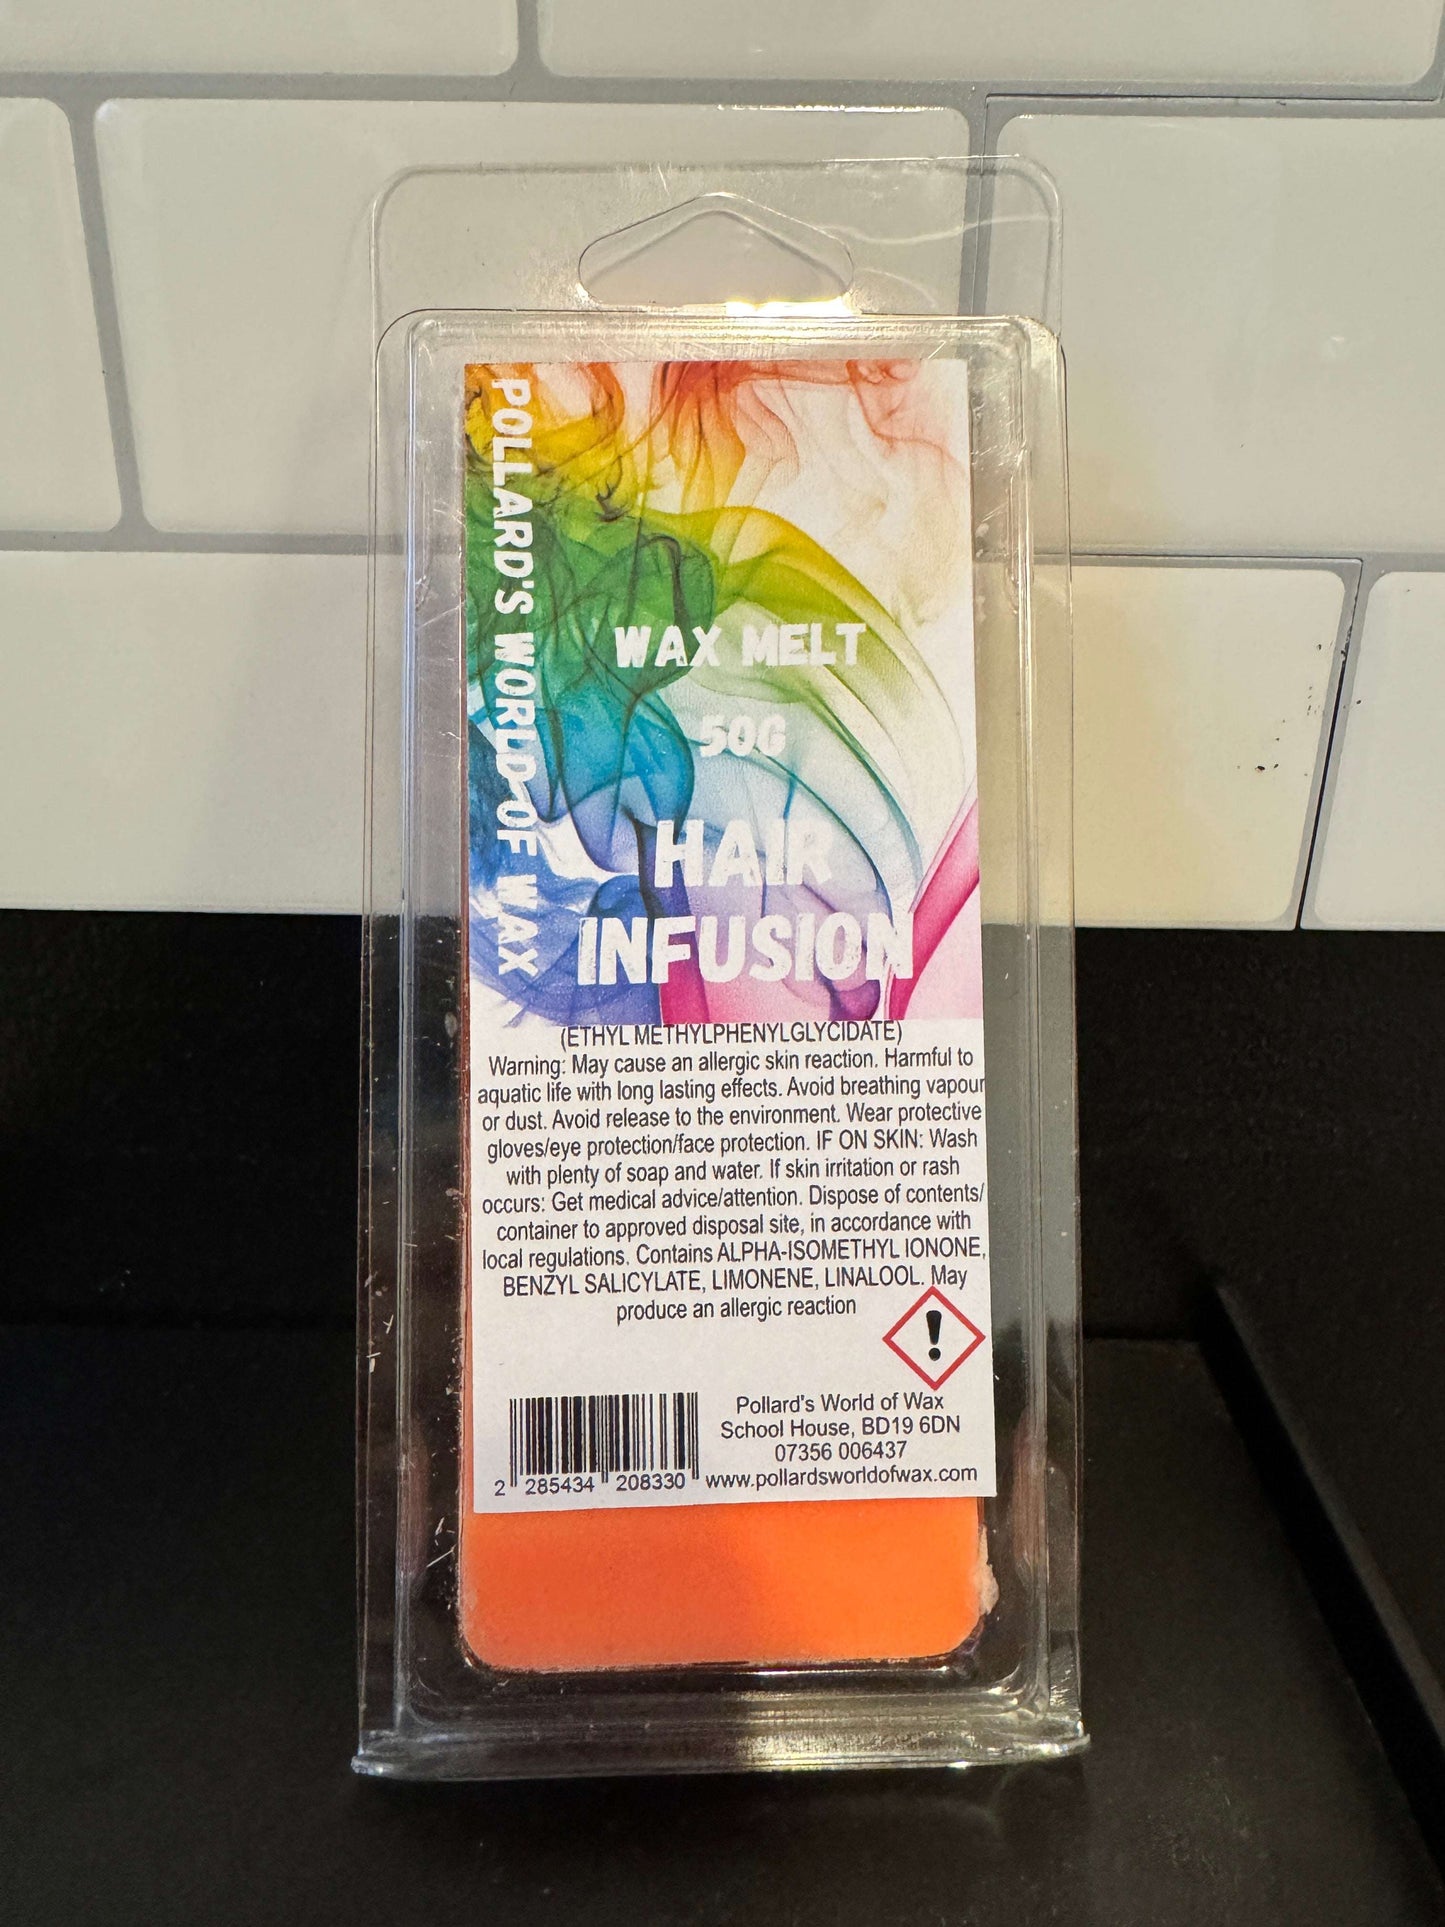 POLLARD'S WORLD OF WAX
WAX MELT
50G
HAIR
INFUSION
(ETHYL METHYLPHENYLGLYCIDATE)
Warning: May cause an allergic skin reaction. Harmful to
aquatic life with long lasting effects. Avoid breathing vapour
or dust. Avoid release to the environment. Wear protective
gloves/eye protection/face protection. IF ON SKIN: Wash
with plenty of soap and water. If skin irritation or rash
occurs: Get medical advice/attention. Dispose of contents/
container to approved disposal site, in accordance with
local regulations. Contains ALPHA-ISOMETHYL IONONE,
BENZYL SALICYLATE, LIMONENE, LINALOOL. May
produce an allergic reaction
Pollard's World of Wax
School House, BD19 6DN
07356 006437
www.pollardsworldofwax.com
2 285434 208330